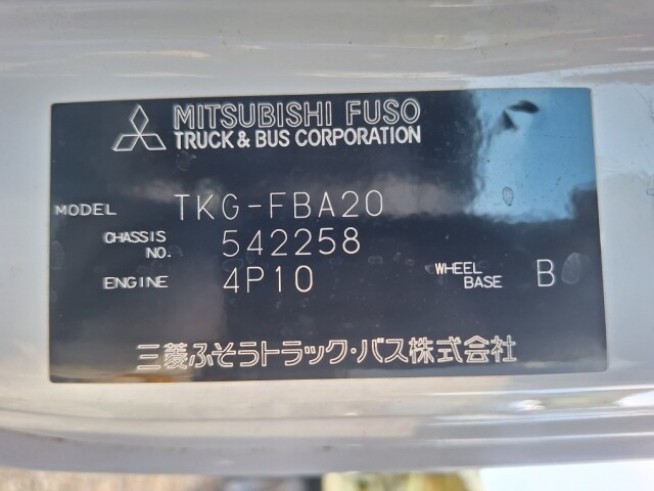 MITSUBISHI FUSO
TRUCK & BUS CORPORATION
MODEL TKG-FBA20
CHASSIS NO. 542258
ENGINE 4P10 WHEEL BASE B
三菱ふそうトラック・バス株式会社